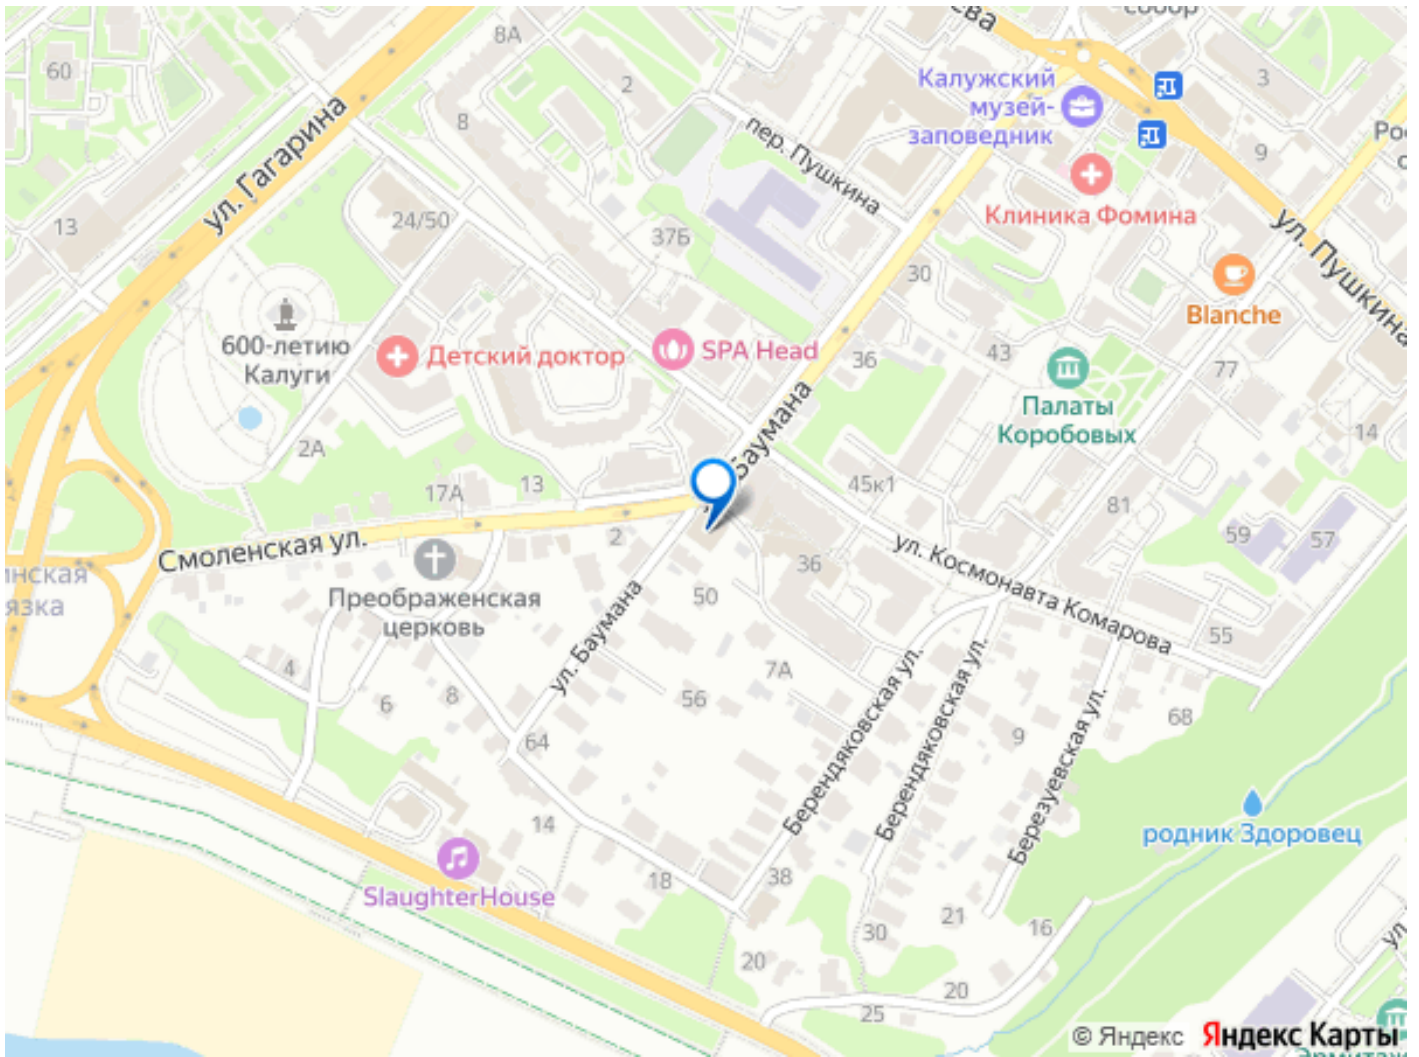 собор
8А
60
2
3
Калужский
музей-
заповедник
ул. Гагарина
8
пер. Пушкина
9
Клиника Фомина
13
24/50
37Б
ул. Пушкина
30
Blanche
600-летию
Калуги
Детский доктор
SPA Head
36
43
77
Палаты
Коробовых
14
2А
ул. Баумана
17А
13
45к1
81
59
57
Смоленская ул.
2
36
ул. Космонавта Комарова
Преображенская
церковь
50
55
ул. Баумана
4
6
8
56
7А
Берендяковская ул.
Берендяковская ул.
Березуевская ул.
68
9
64
14
родник Здоровец
SlaughterHouse
18
38
21
16
30
20
20
25
© Яндекс
Яндекс Карты